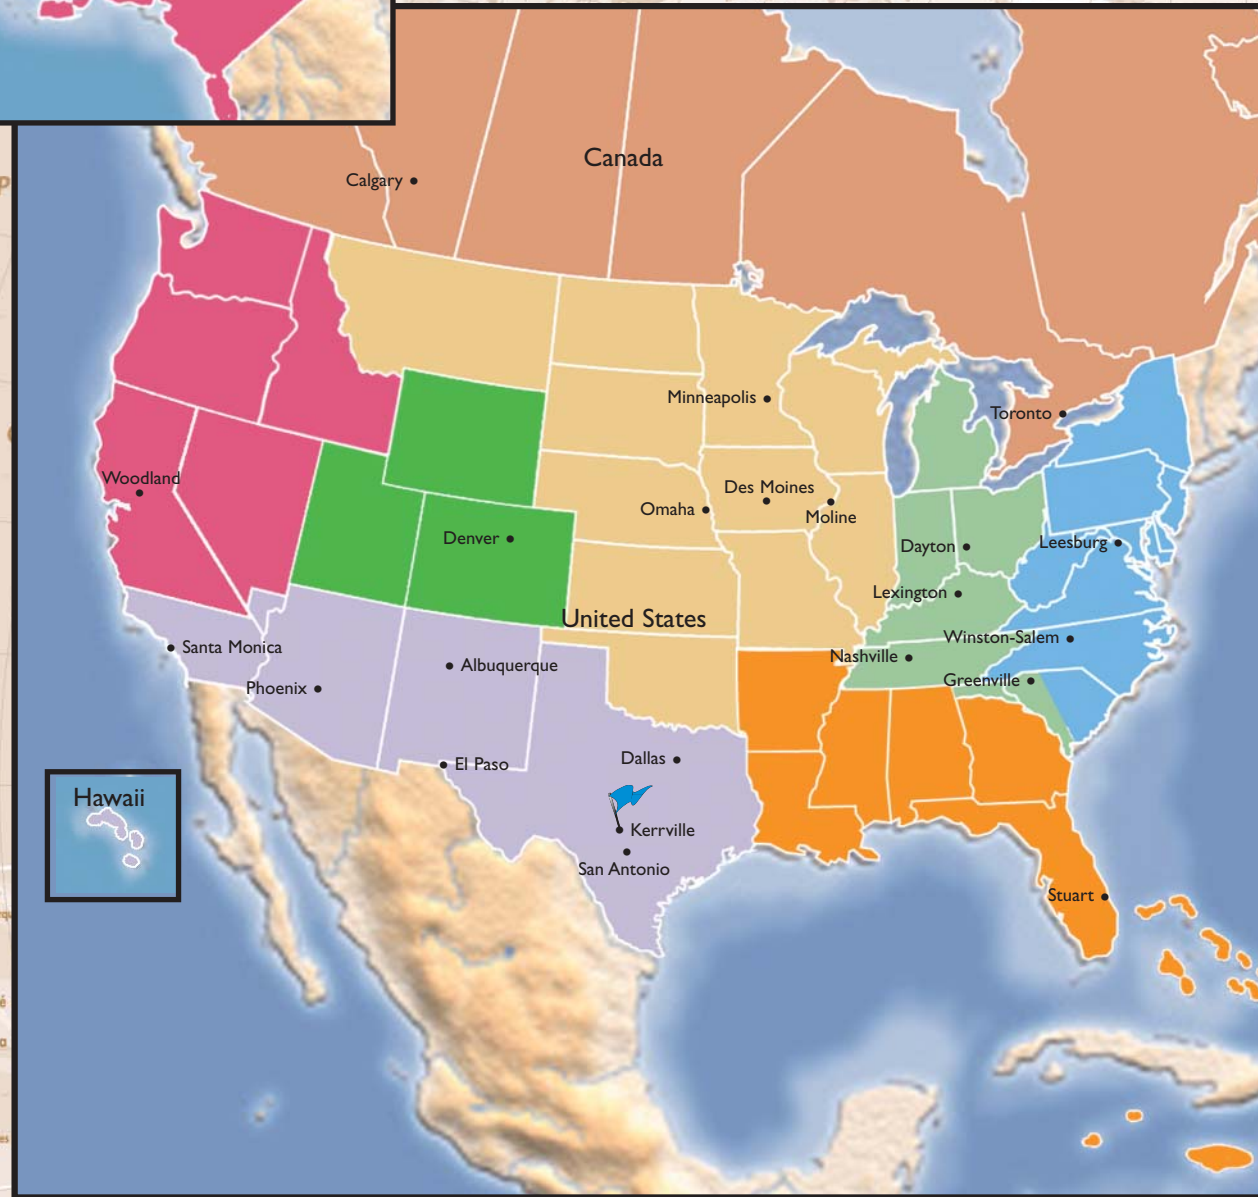 Canada
Calgary
Minneapolis
Toronto
Woodland
Des Moines
Omaha
Moline
Denver
Dayton
Leesburg
Lexington
United States
Winston-Salem
Santa Monica
Nashville
Albuquerque
Greenville
Phoenix
Dallas
El Paso
Hawaii
Kerrville
San Antonio
Stuart